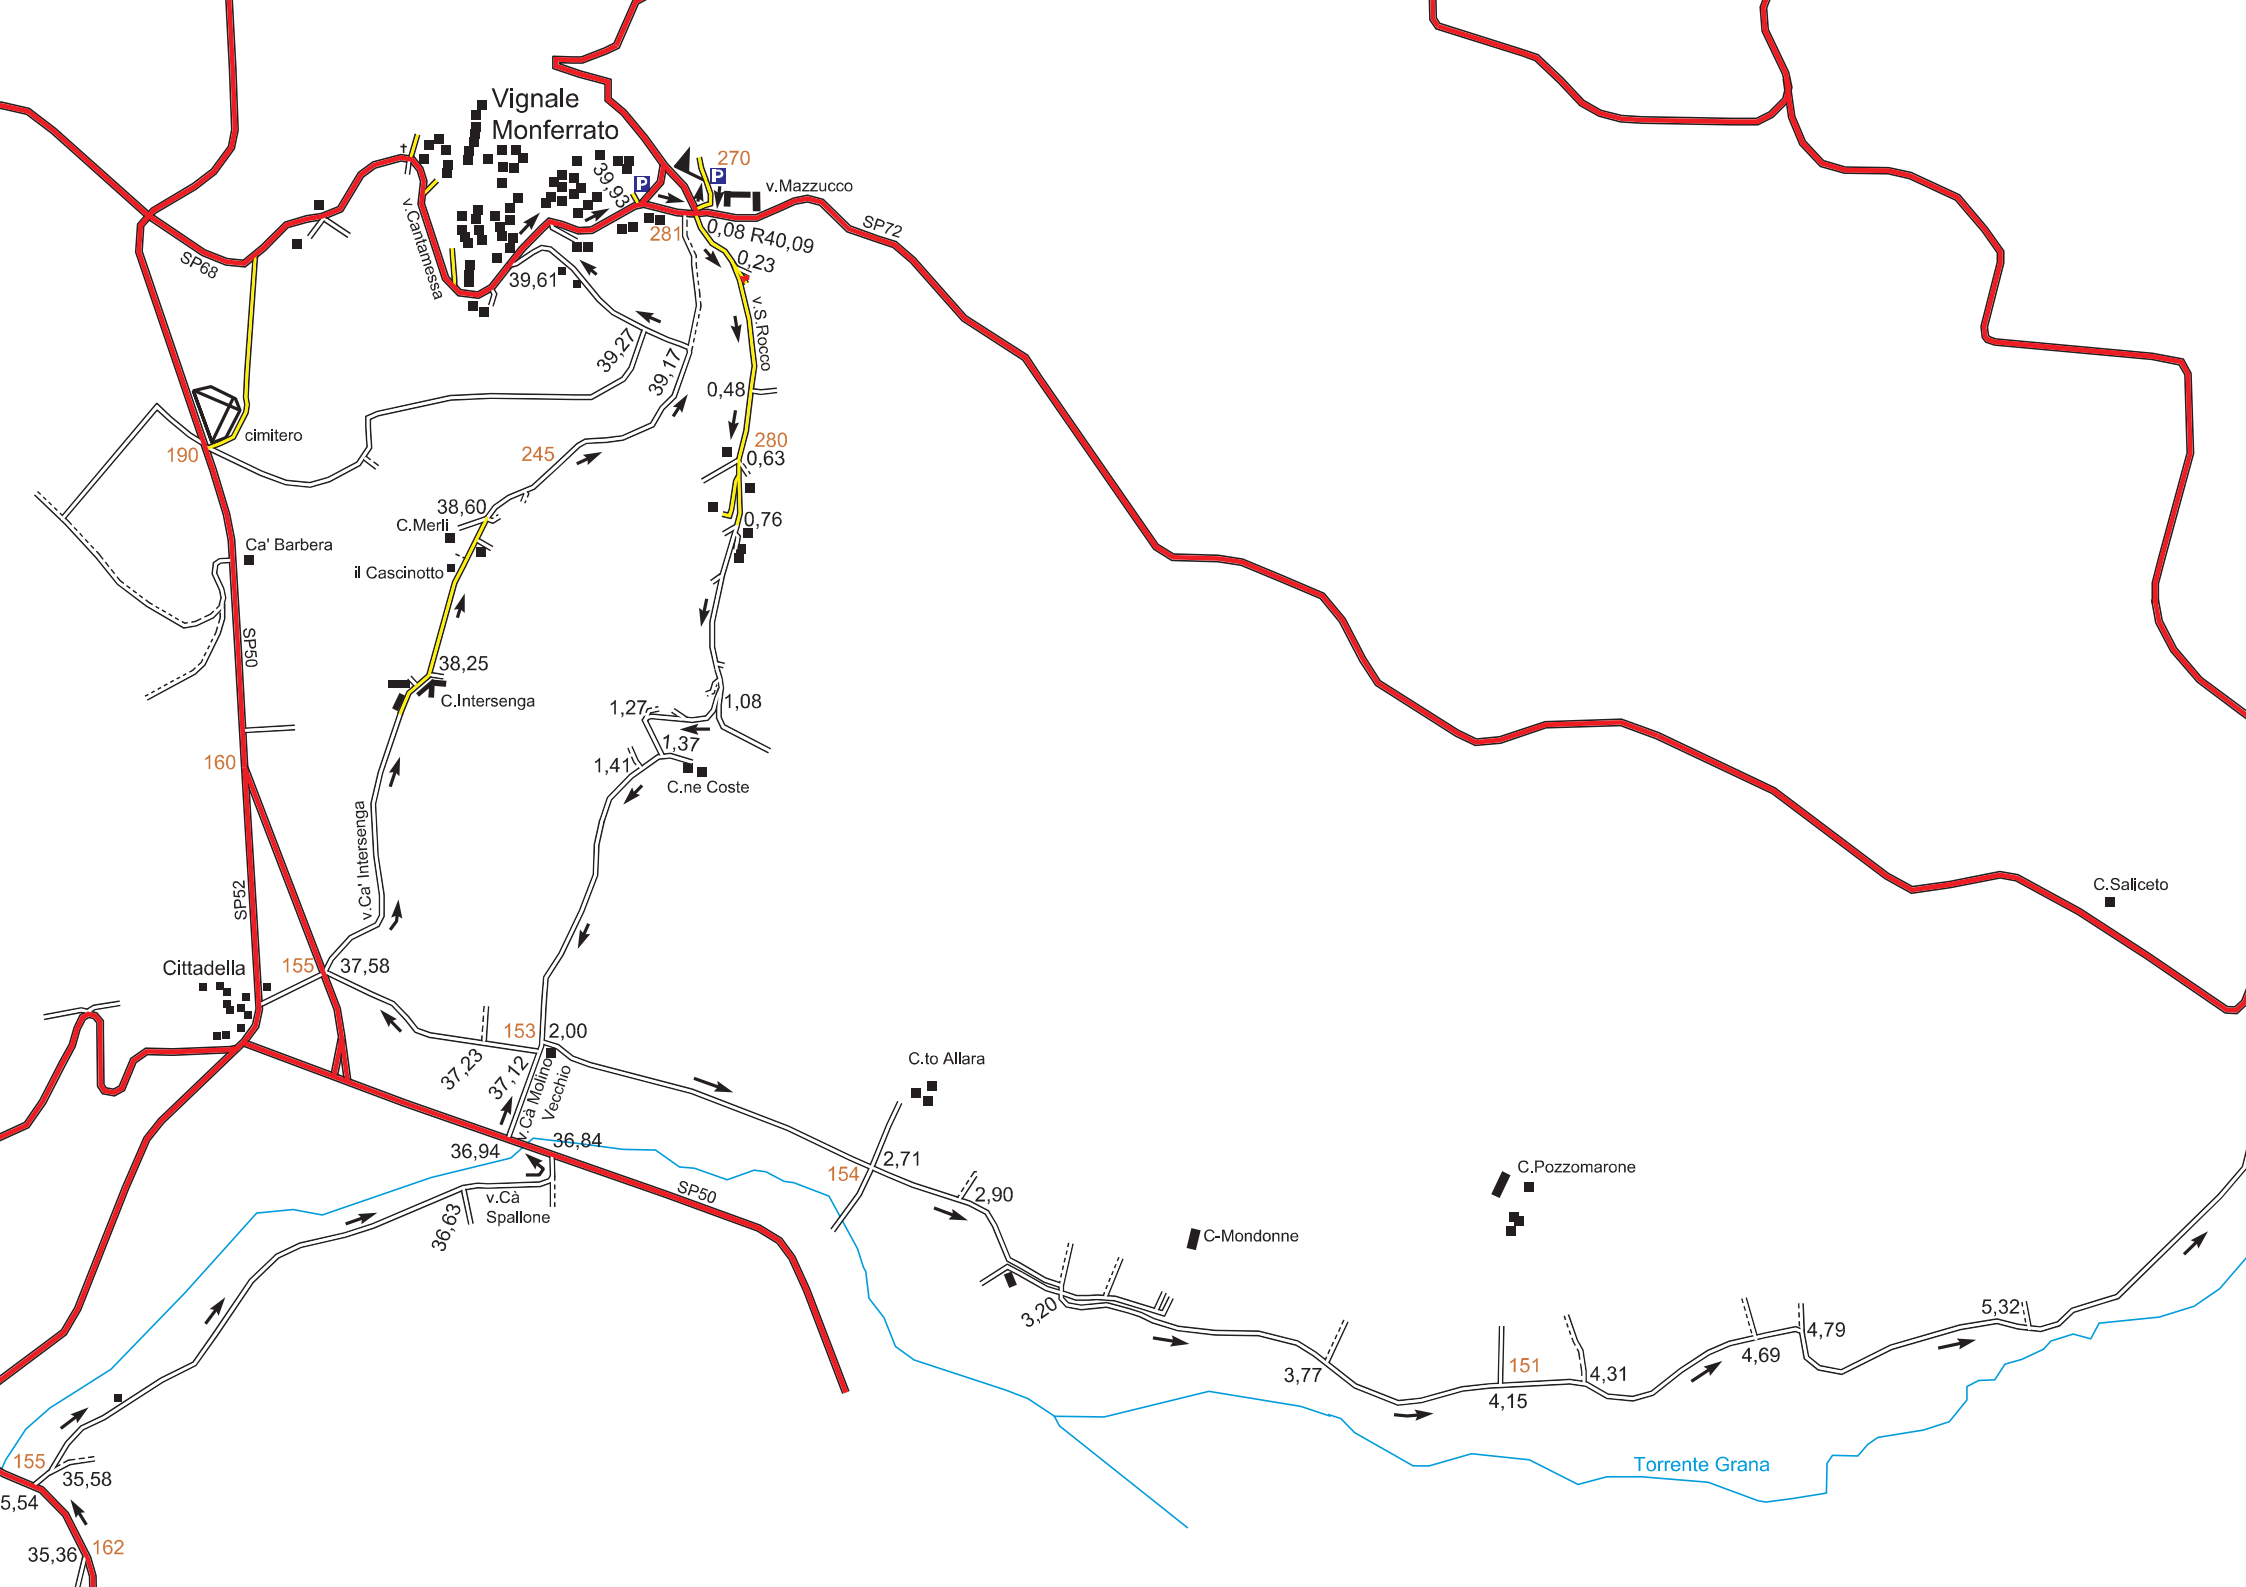 Vignale
Monferrato
270
P
P
v.Mazzucco
39,93
v.Cantamessa
281
0,08 R40,09
SP72
0,23
SP68
39,61
v.S.Rocco
39,27
39,17
0,48
cimitero
190
280
0,63
245
38,60
C.Merli
0,76
Ca' Barbera
il Cascinotto
SP50
38,25
C.Intersenga
1,08
1,27
1,37
160
1,41
C.ne Coste
v.Ca' Intersenga
SP52
C.Saliceto
Cittadella
155
37,58
153
2,00
37,23
37,12
v.Cà Molino
Vecchio
C.to Allara
36,94
36,84
2,71
154
C.Pozzomarone
SP50
2,90
v.Cà
Spallone
36,63
C-Mondonne
3,20
5,32
4,79
4,69
151
3,77
4,31
4,15
155
Torrente Grana
35,58
5,54
35,36
162